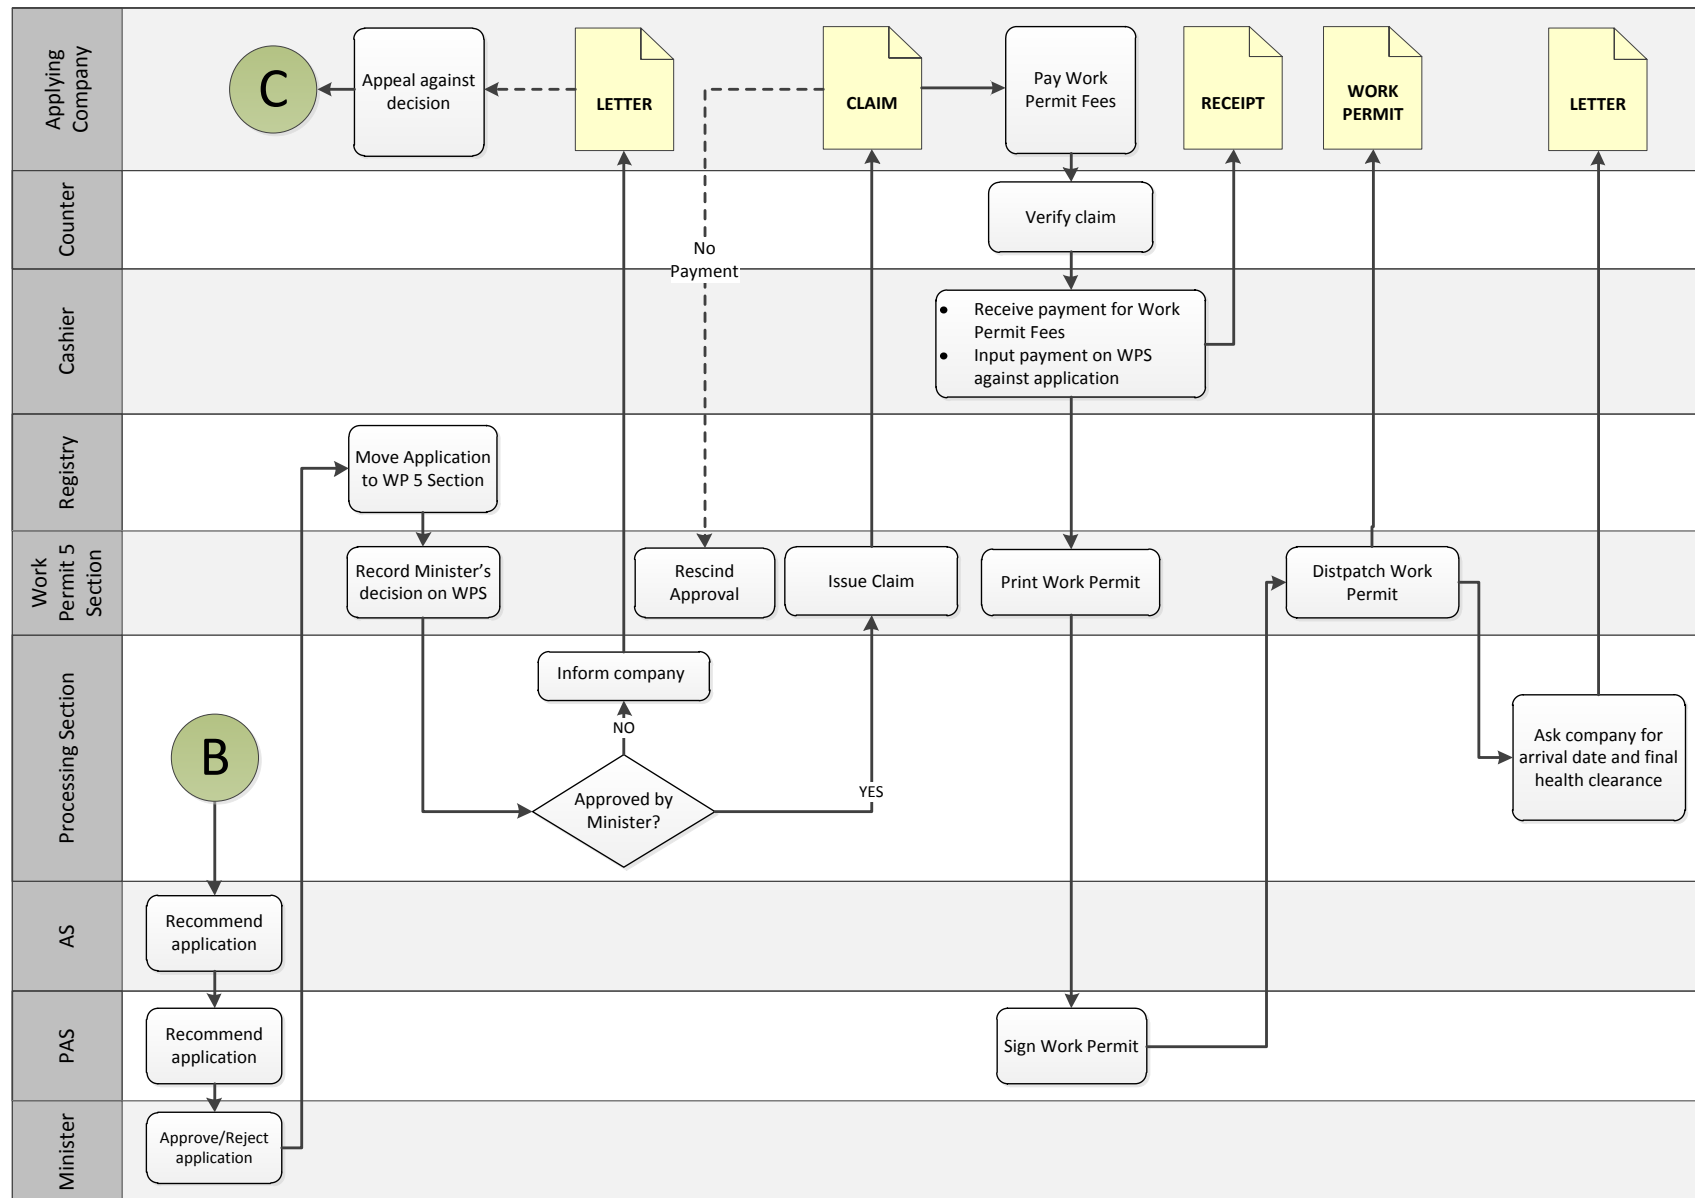 Applying
Company
C
Appeal against
decision
LETTER
CLAIM
Pay Work
Permit Fees
RECEIPT
WORK
PERMIT
LETTER
Counter
Verify claim
No
Payment
Cashier
• Receive payment for Work
Permit Fees
• Input payment on WPS
against application
Registry
Move Application
to WP 5 Section
Work
Permit 5
Section
Record Minister's
decision on WPS
Rescind
Approval
Issue Claim
Print Work Permit
Distpatch Work
Permit
Processing Section
B
Inform company
NO
Approved by
Minister?
YES
Ask company for
arrival date and final
health clearance
AS
Recommend
application
PAS
Recommend
application
Sign Work Permit
Minister
Approve/Reject
application